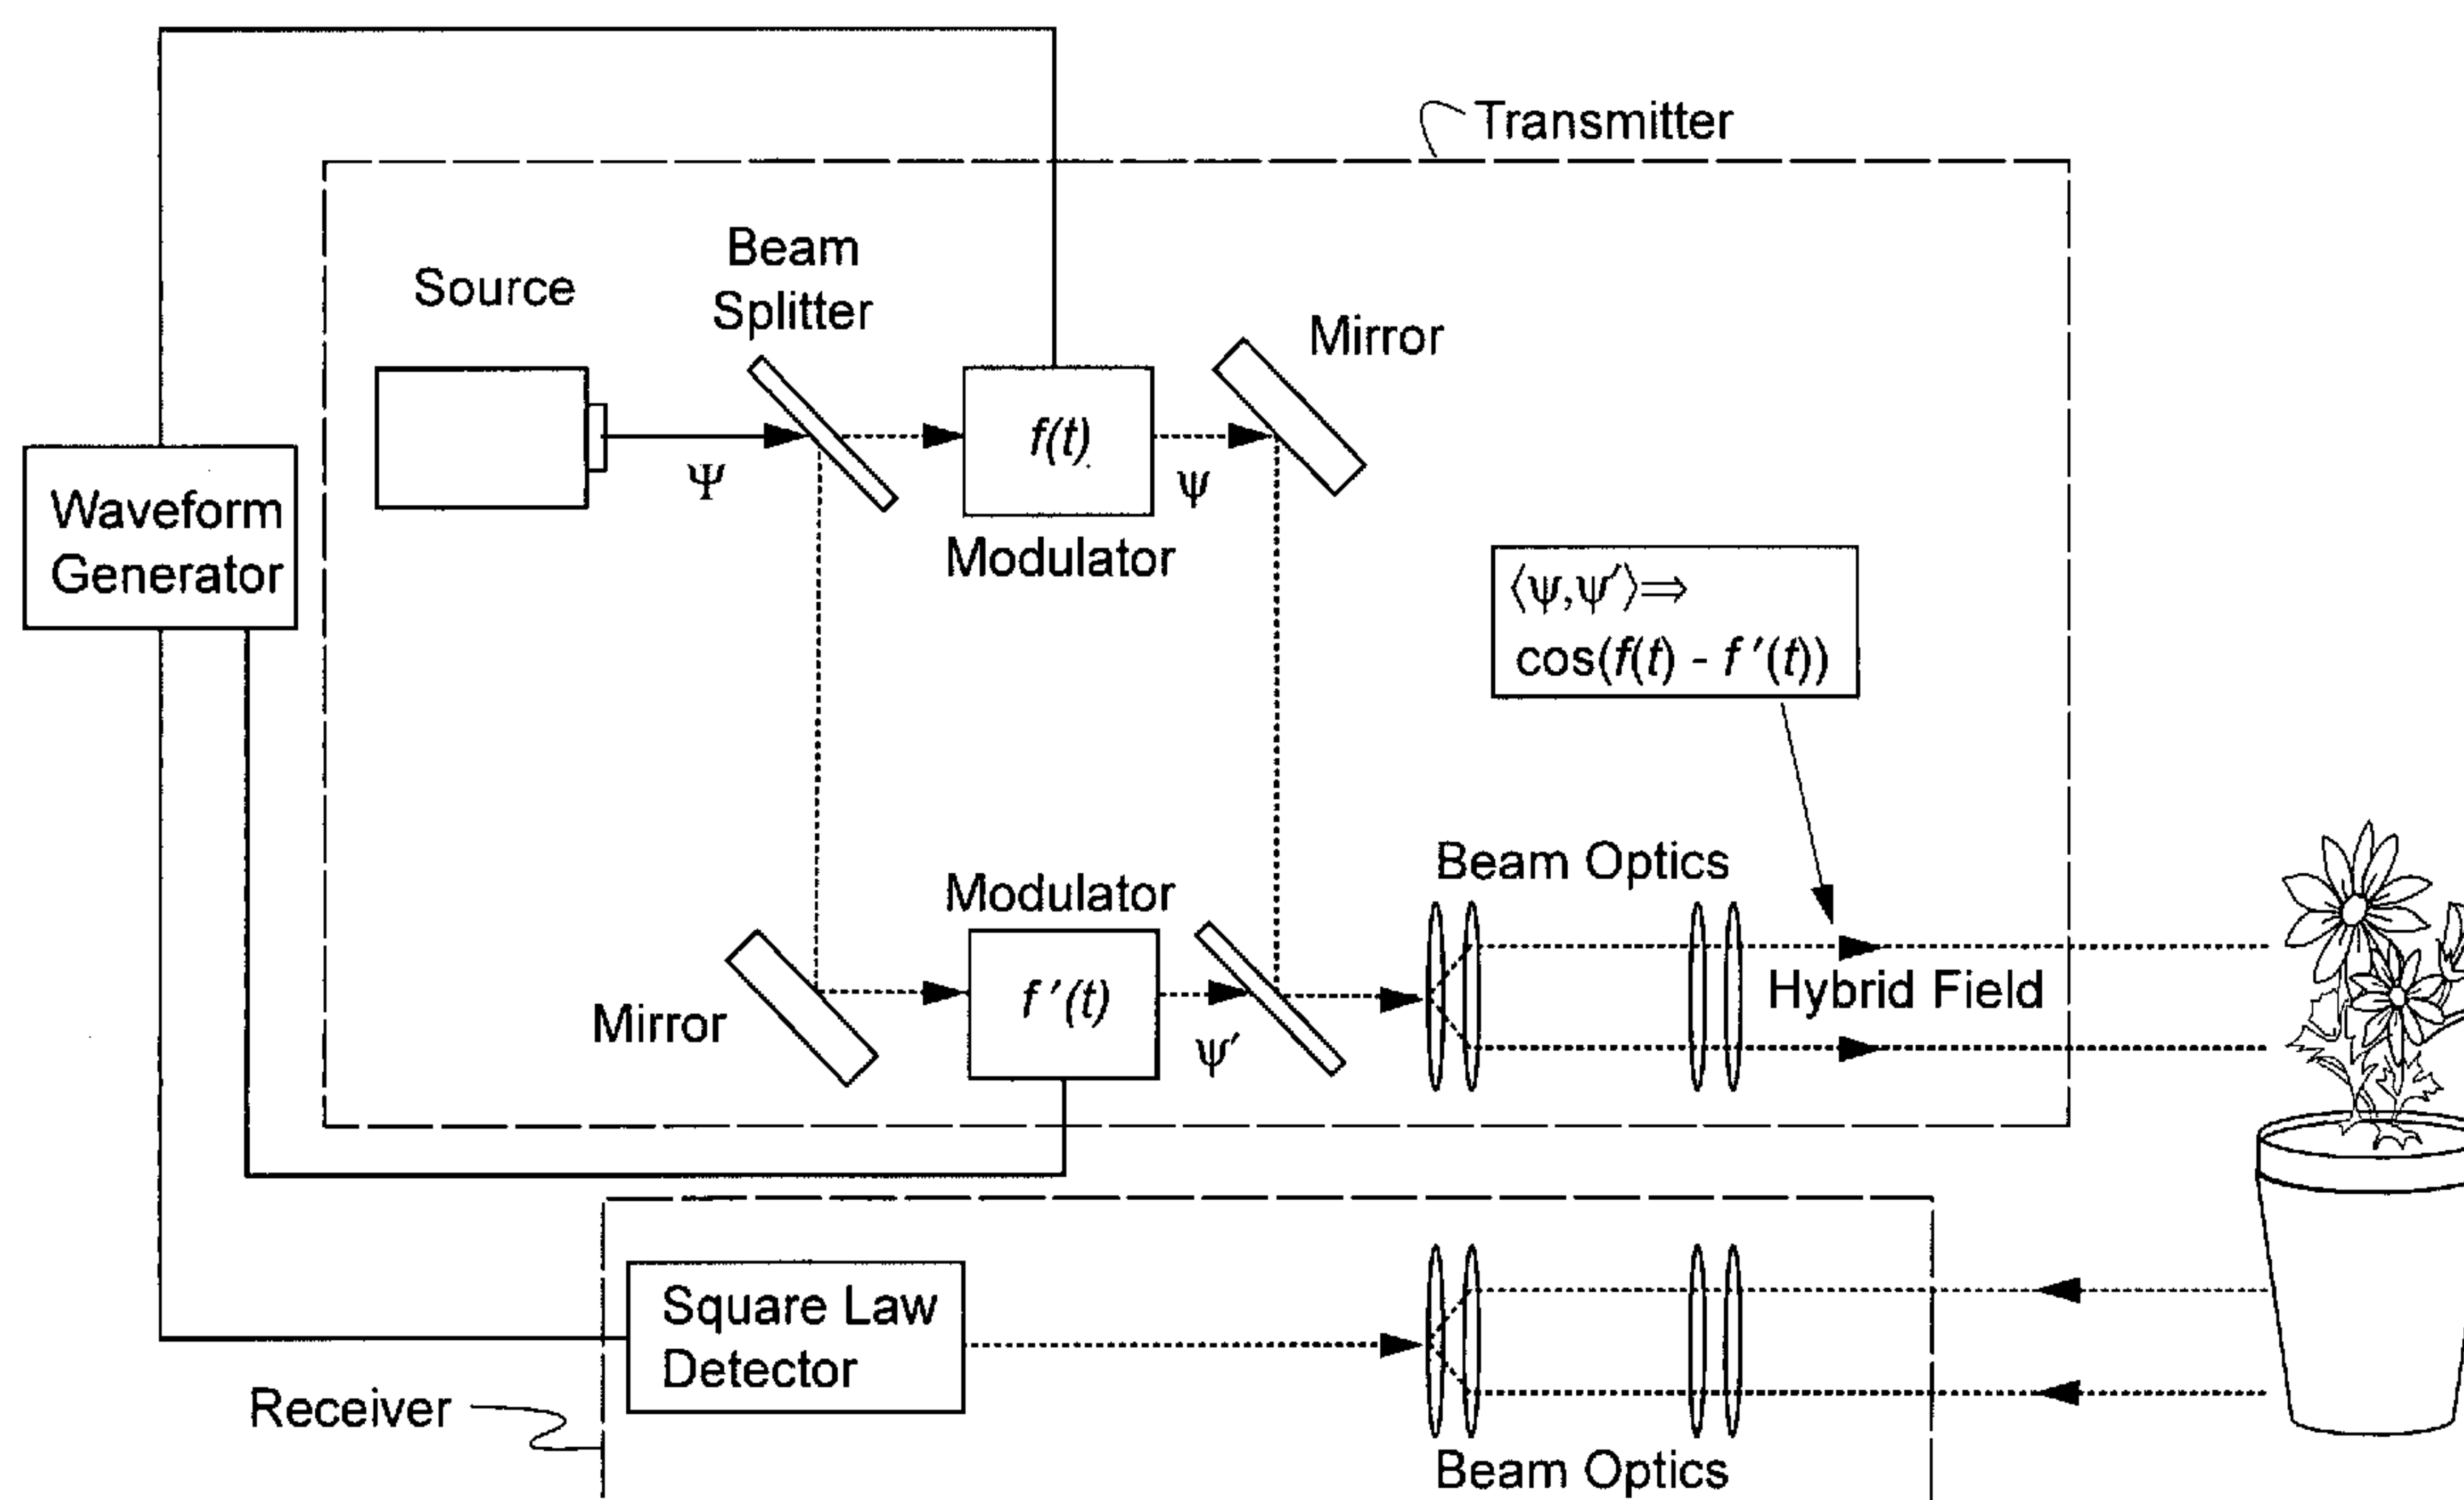 Transmitter
Beam
Splitter
Source
Mirror
f(t)
Ψ
ψ
Modulator
Waveform
Generator
⟨ψ,ψ′⟩⇒
cos(f(t) - f ′(t))
Beam Optics
Modulator
Hybrid Field
f ′(t)
Mirror
ψ′
Square Law
Detector
Receiver
Beam Optics